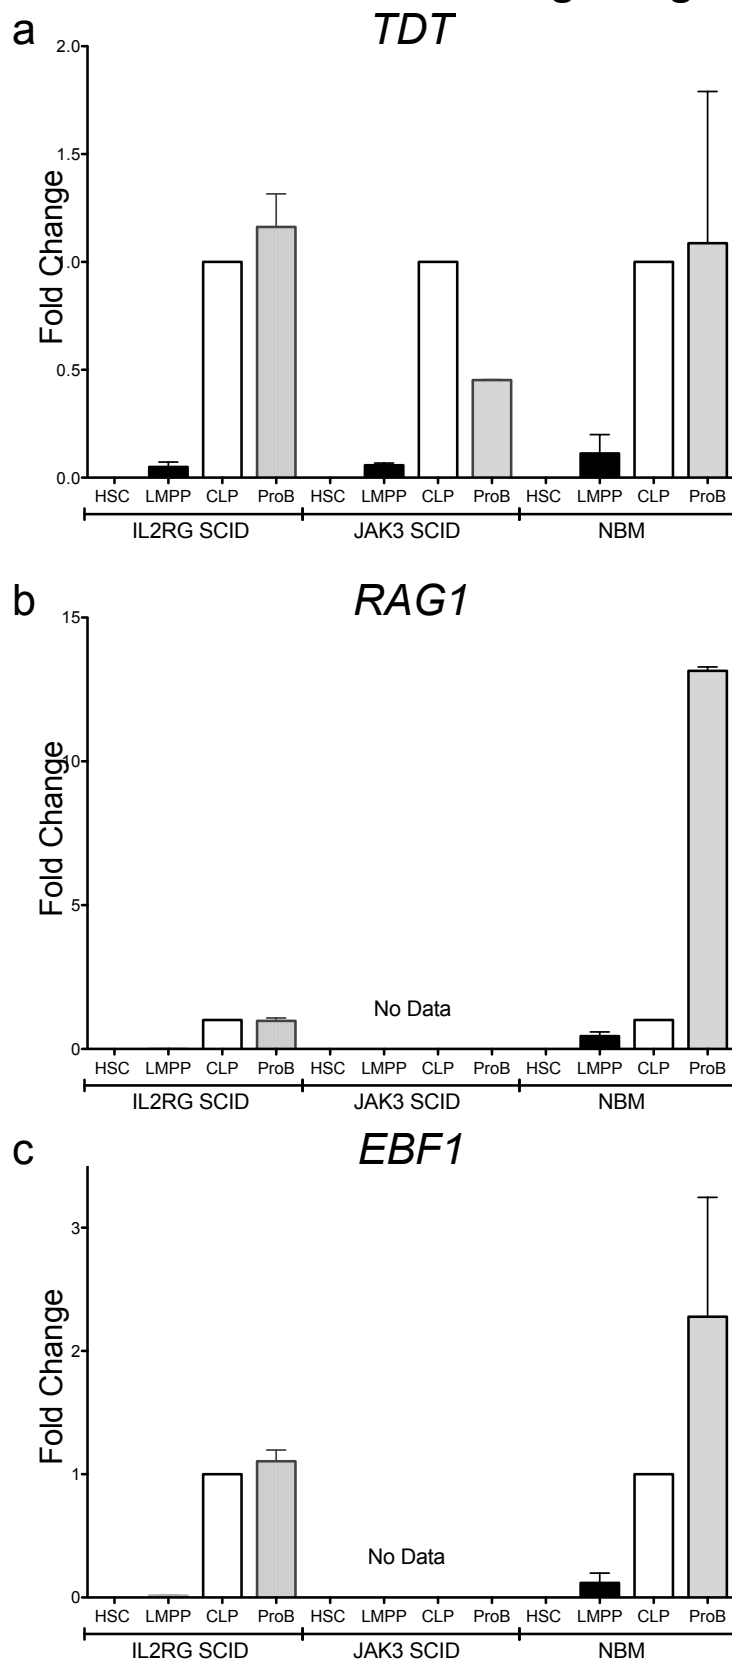 a
TDT
2.0
1.5
1.0
0.5
0.0
Fold Change
HSC LMPP CLP ProB HSC LMPP CLP ProB HSC LMPP CLP ProB
IL2RG SCID JAK3 SCID NBM
b
RAG1
15
10
5
0
Fold Change
No Data
HSC LMPP CLP ProB HSC LMPP CLP ProB HSC LMPP CLP ProB
IL2RG SCID JAK3 SCID NBM
c
EBF1
3
2
1
0
Fold Change
No Data
HSC LMPP CLP ProB HSC LMPP CLP ProB HSC LMPP CLP ProB
IL2RG SCID JAK3 SCID NBM